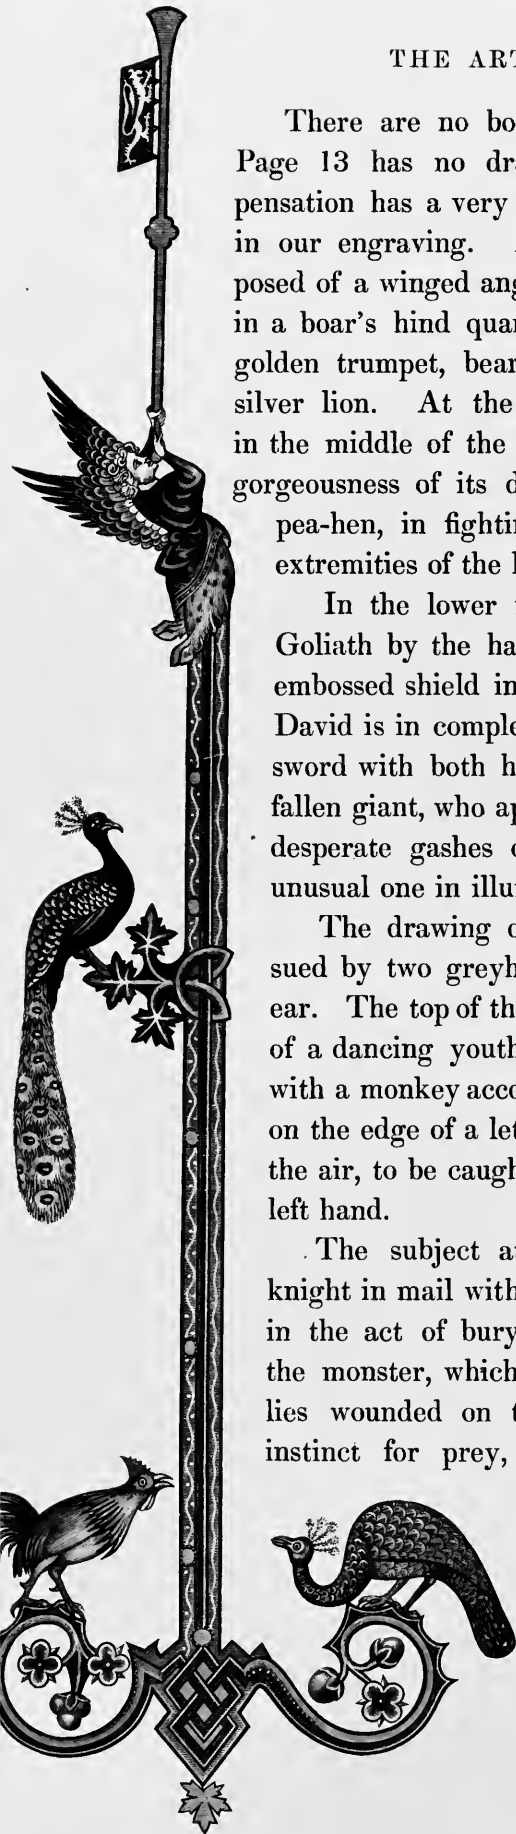 THE ART
There are no bo
Page 13 has no dra
pensation has a very
in our engraving.
posed of a winged ang
in a boar's hind quar
golden trumpet, bear
silver lion. At the
in the middle of the
gorgeousness of its d
pea-hen, in fightin
extremities of the l
In the lower
Goliath by the ha
embossed shield in
David is in comple
sword with both h
fallen giant, who ap
desperate gashes o
unusual one in illu
The drawing o
sued by two greyh
ear. The top of th
of a dancing youth
with a monkey acco
on the edge of a let
the air, to be caugh
left hand.
The subject a
knight in mail with
in the act of bury
the monster, which
lies wounded on t
instinct for prey,